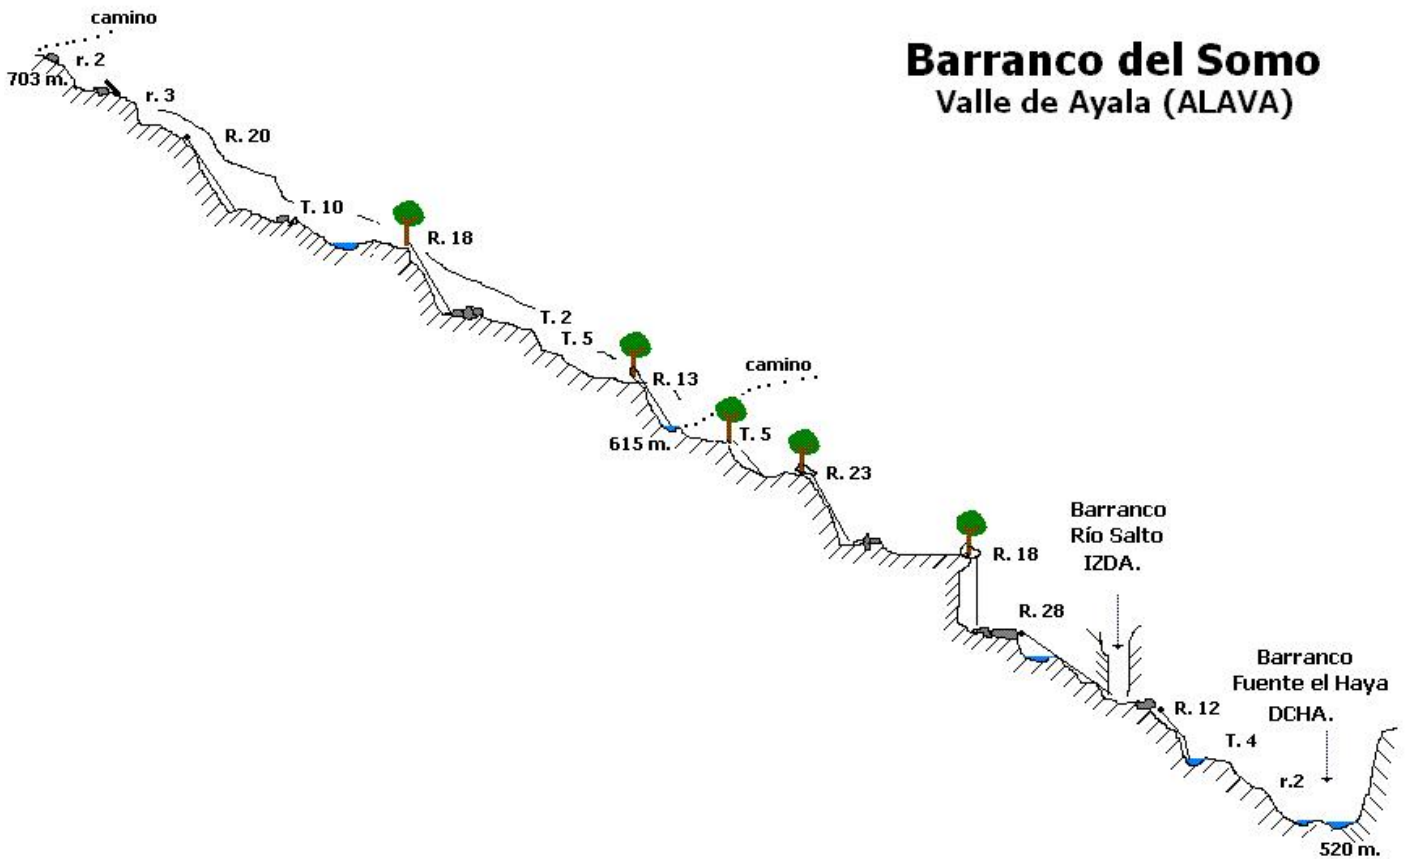 Barranco del Somo
Valle de Ayala (ALAVA)
camino
r. 2
703 m.
r. 3
R. 20
T. 10
R. 18
T. 2
T. 5
R. 13
camino
615 m.
T. 5
R. 23
R. 18
Barranco
Río Salto
IZDA.
R. 28
Barranco
Fuente el Haya
DCHA.
R. 12
T. 4
r.2
520 m.